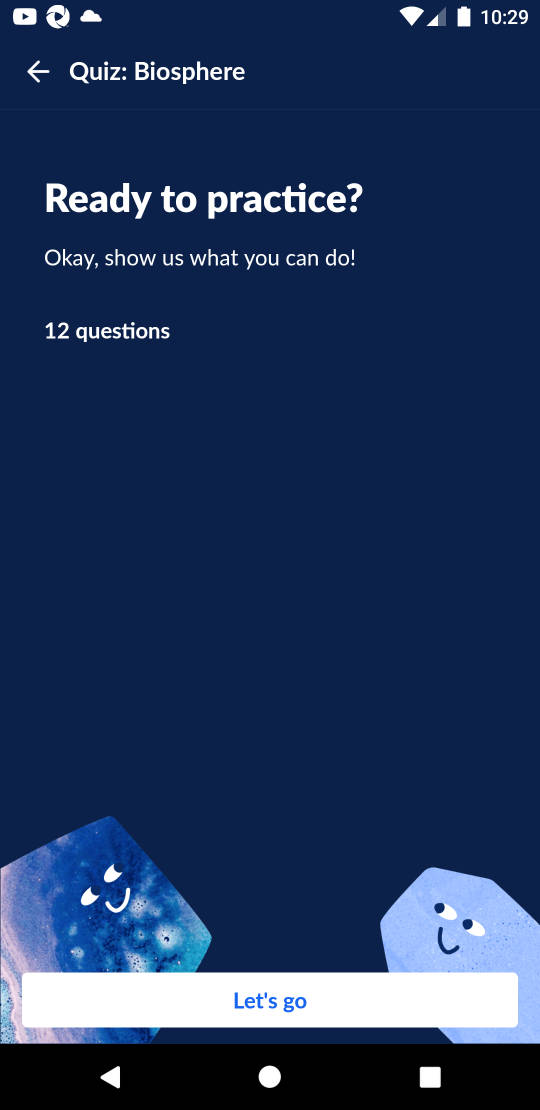 10:29
Quiz: Biosphere
Ready to practice?
Okay, show us what you can do!
12 questions
Let's go